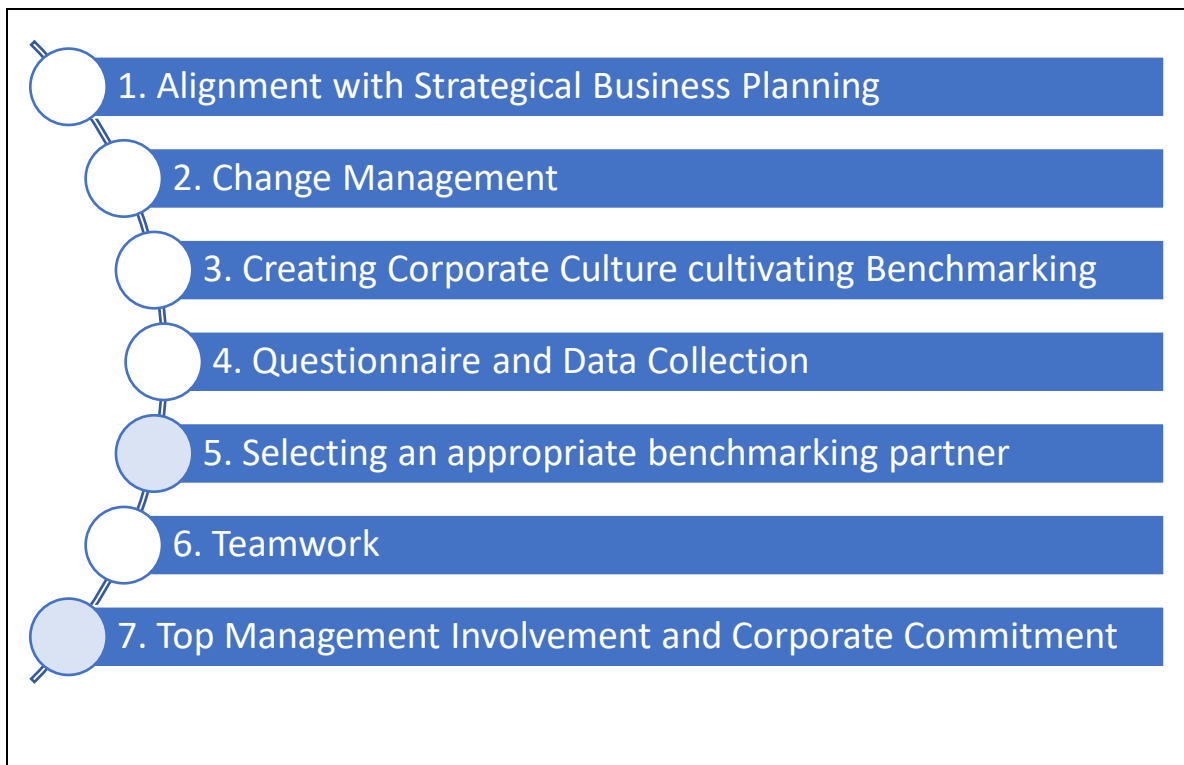 1. Alignment with Strategical Business Planning
2. Change Management
3. Creating Corporate Culture cultivating Benchmarking
4. Questionnaire and Data Collection
5. Selecting an appropriate benchmarking partner
6. Teamwork
7. Top Management Involvement and Corporate Commitment